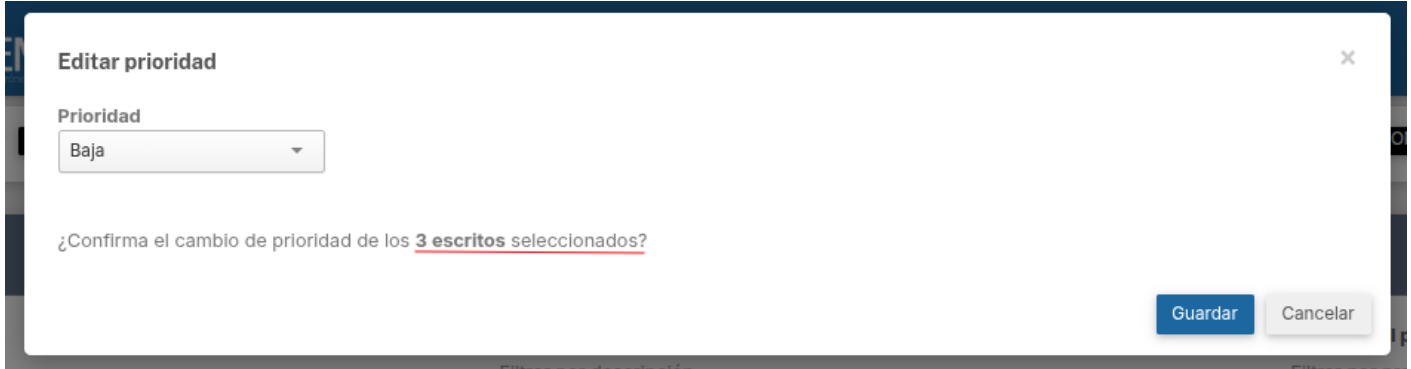 Editar prioridad
×
Prioridad
Baja
¿Confirma el cambio de prioridad de los 3 escritos seleccionados?
Guardar Cancelar